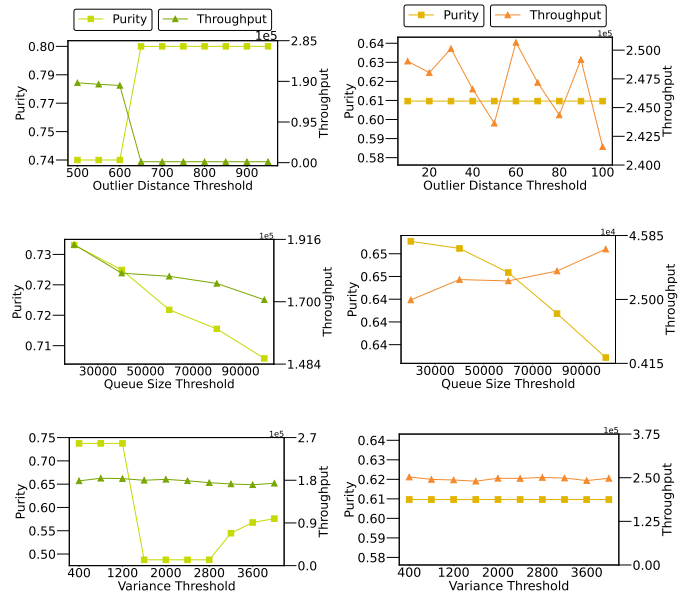 Purity Throughput
1e5
0.80
0.79
0.77
0.75
0.74
Purity
2.85
1.90
0.95
0.00
Throughput
500 600 700 800 900
Outlier Distance Threshold
Purity Throughput
1e5
0.64
0.63
0.61
0.60
0.58
Purity
2.500
2.475
2.450
2.425
2.400
Throughput
20 40 60 80 100
Outlier Distance Threshold
1e5
0.73
0.72
0.72
0.71
Purity
1.916
1.700
1.484
Throughput
30000 50000 70000 90000
Queue Size Threshold
1e4
0.65
0.65
0.64
0.64
0.64
Purity
4.585
2.500
0.415
Throughput
30000 50000 70000 90000
Queue Size Threshold
1e5
0.75
0.70
0.65
0.60
0.55
0.50
Purity
2.7
1.8
0.9
0.0
Throughput
400 1200 2000 2800 3600
Variance Threshold
1e5
0.64
0.62
0.61
0.60
0.58
Purity
3.75
2.50
1.25
0.00
Throughput
400 1200 2000 2800 3600
Variance Threshold